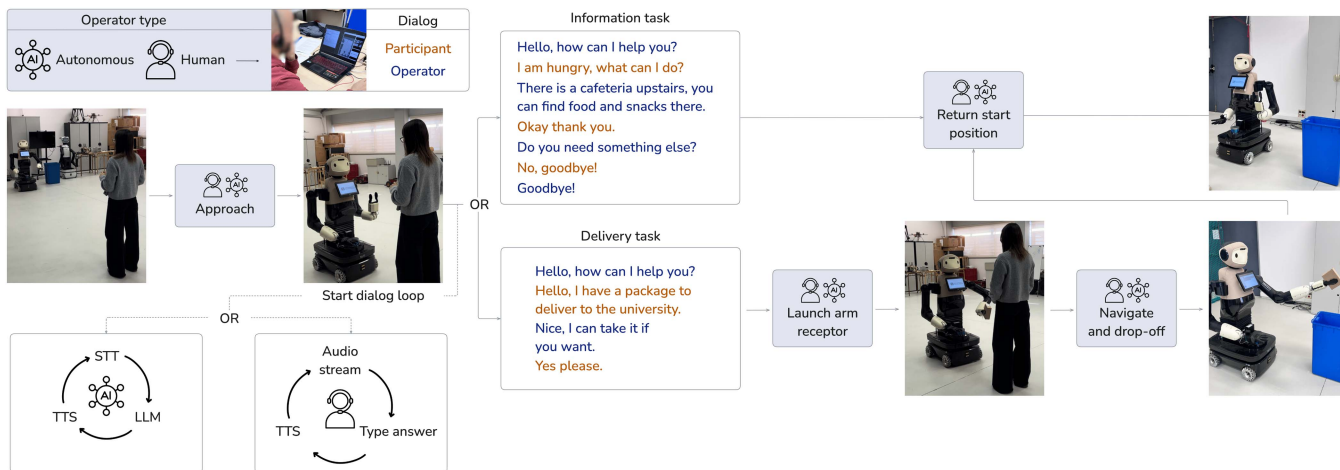 Operator type
Autonomous
Human
Dialog
Participant
Operator
Approach
Start dialog loop
OR
STT
LLM
TTS
AI
Audio
stream
Type answer
TTS
OR
Information task
Hello, how can I help you?
I am hungry, what can I do?
There is a cafeteria upstairs, you
can find food and snacks there.
Okay thank you.
Do you need something else?
No, goodbye!
Goodbye!
Return start
position
Delivery task
Hello, how can I help you?
Hello, I have a package to
deliver to the university.
Nice, I can take it if
you want.
Yes please.
Launch arm
receptor
Navigate
and drop-off